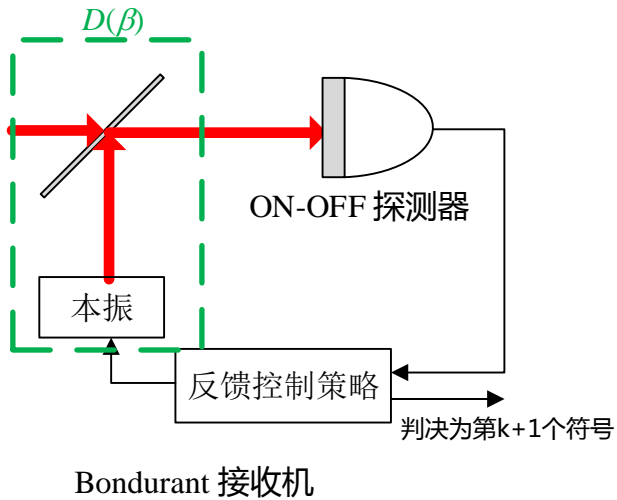 D(β)
ON-OFF 探测器
本振
反馈控制策略
判决为第k+1个符号
Bondurant 接收机